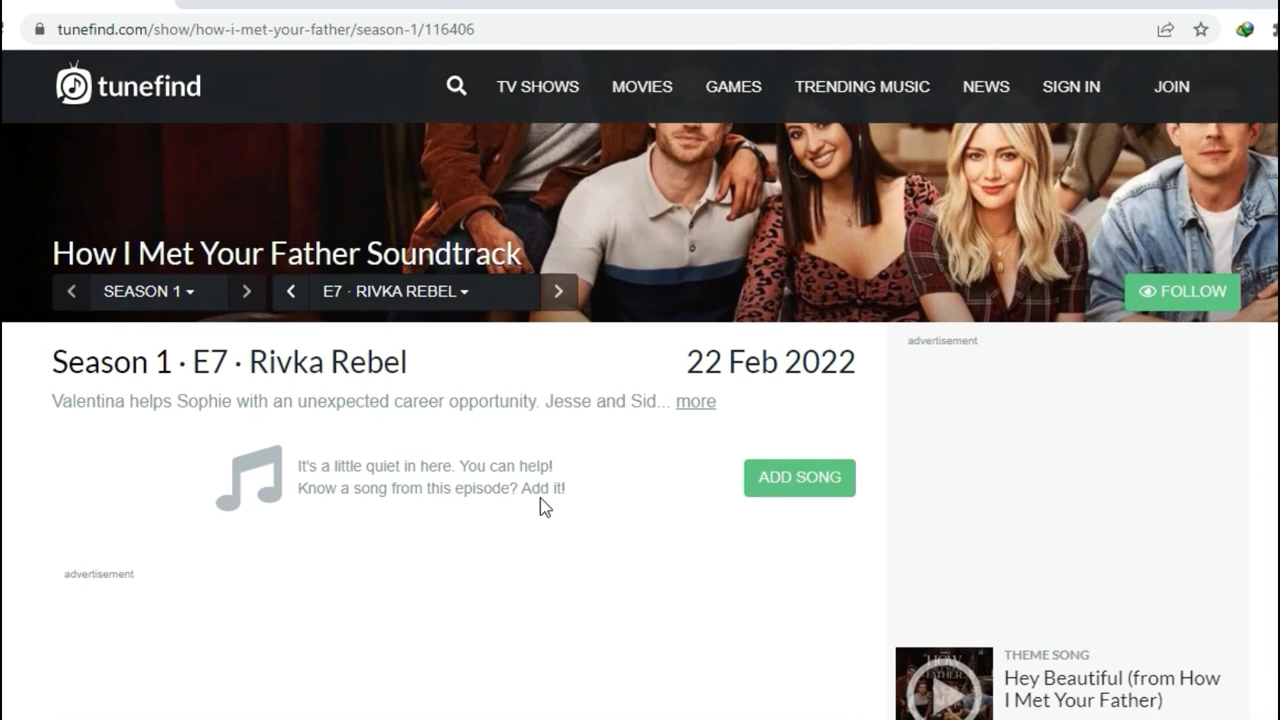 tunefind.com/show/how-i-met-your-father/season-1/116406
tunefind
TV SHOWS
MOVIES
GAMES
TRENDING MUSIC
NEWS
SIGN IN
JOIN
How I Met Your Father Soundtrack
SEASON 1
E7 · RIVKA REBEL
FOLLOW
Season 1 · E7 · Rivka Rebel
22 Feb 2022
Valentina helps Sophie with an unexpected career opportunity. Jesse and Sid... more
It's a little quiet in here. You can help!
Know a song from this episode? Add it!
ADD SONG
advertisement
advertisement
THEME SONG
Hey Beautiful (from How
I Met Your Father)
HOW
FATHER